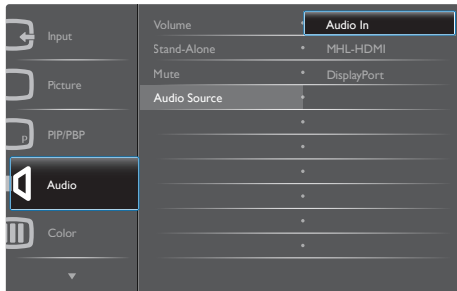 Input
Picture
P
PIP/PBP
Audio
Color
Volume
Stand-Alone
Mute
Audio Source
Audio In
MHL-HDMI
DisplayPort